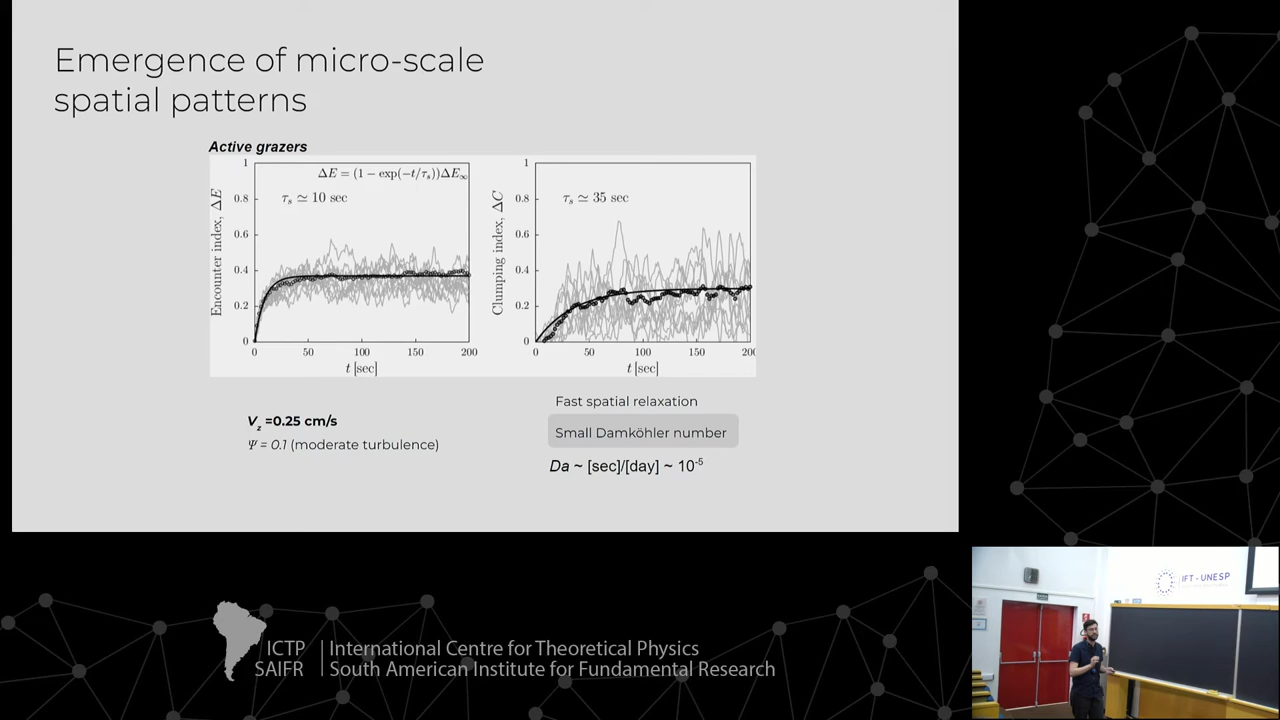 Emergence of micro-scale
spatial patterns
Active grazers
Encounter index, ΔE
1
0.8
0.6
0.4
0.2
0
ΔE = (1 − exp(−t/τs))ΔE∞
τs ≃ 10 sec
0 50 100 150 200
t [sec]
Clumping index, ΔC
1
0.8
0.6
0.4
0.2
0
τs ≃ 35 sec
0 50 100 150 200
t [sec]
Vz =0.25 cm/s
Ψ = 0.1 (moderate turbulence)
Fast spatial relaxation
Small Damköhler number
Da ~ [sec]/[day] ~ 10-5
IFT - UNESP
ICTP
SAIFR
International Centre for Theoretical Physics
South American Institute for Fundamental Research